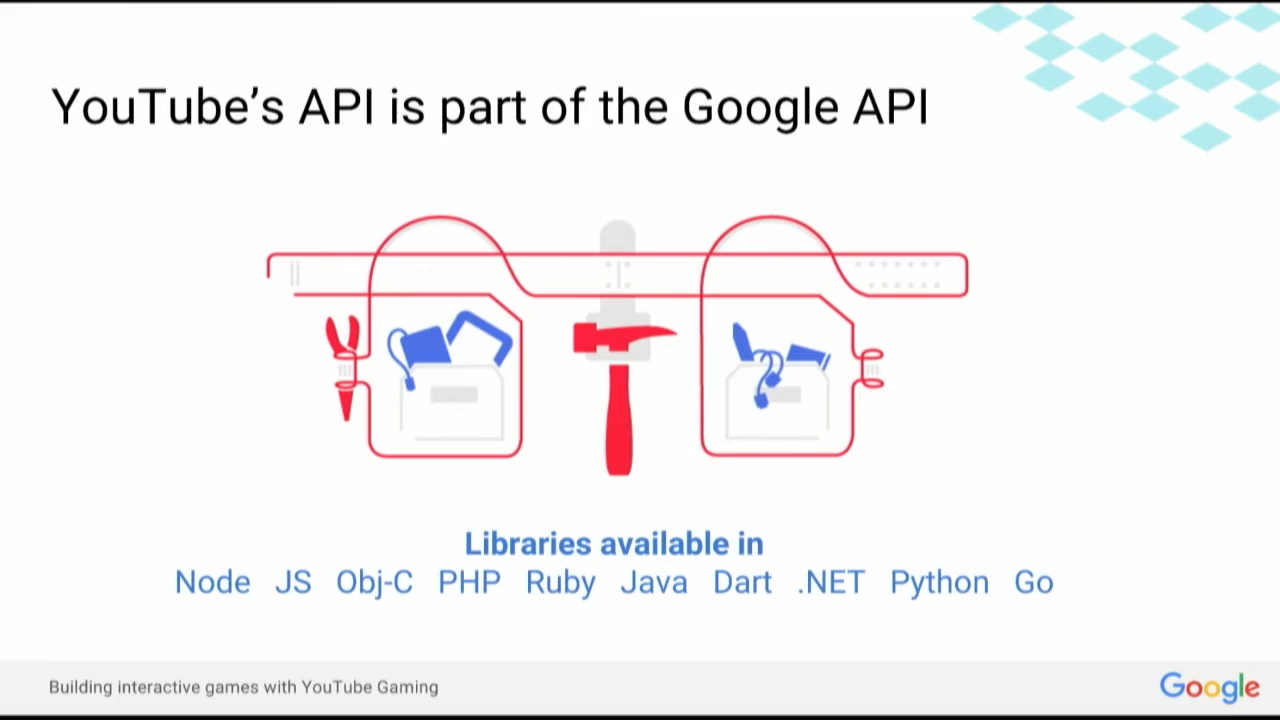 YouTube’s API is part of the Google API
Libraries available in
Node JS Obj-C PHP Ruby Java Dart .NET Python Go
Building interactive games with YouTube Gaming
Google